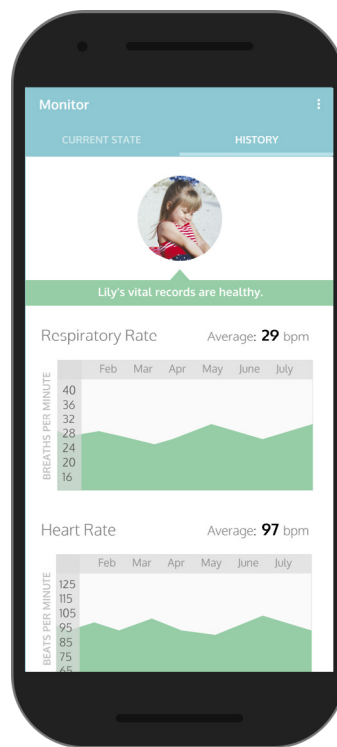 Monitor
CURRENT STATE HISTORY
Lily's vital records are healthy.
Respiratory Rate Average: 29 bpm
Feb Mar Apr May June July
BREATHS PER MINUTE
40
36
32
28
24
20
16
Heart Rate Average: 97 bpm
Feb Mar Apr May June July
BEATS PER MINUTE
125
115
105
95
85
75
65